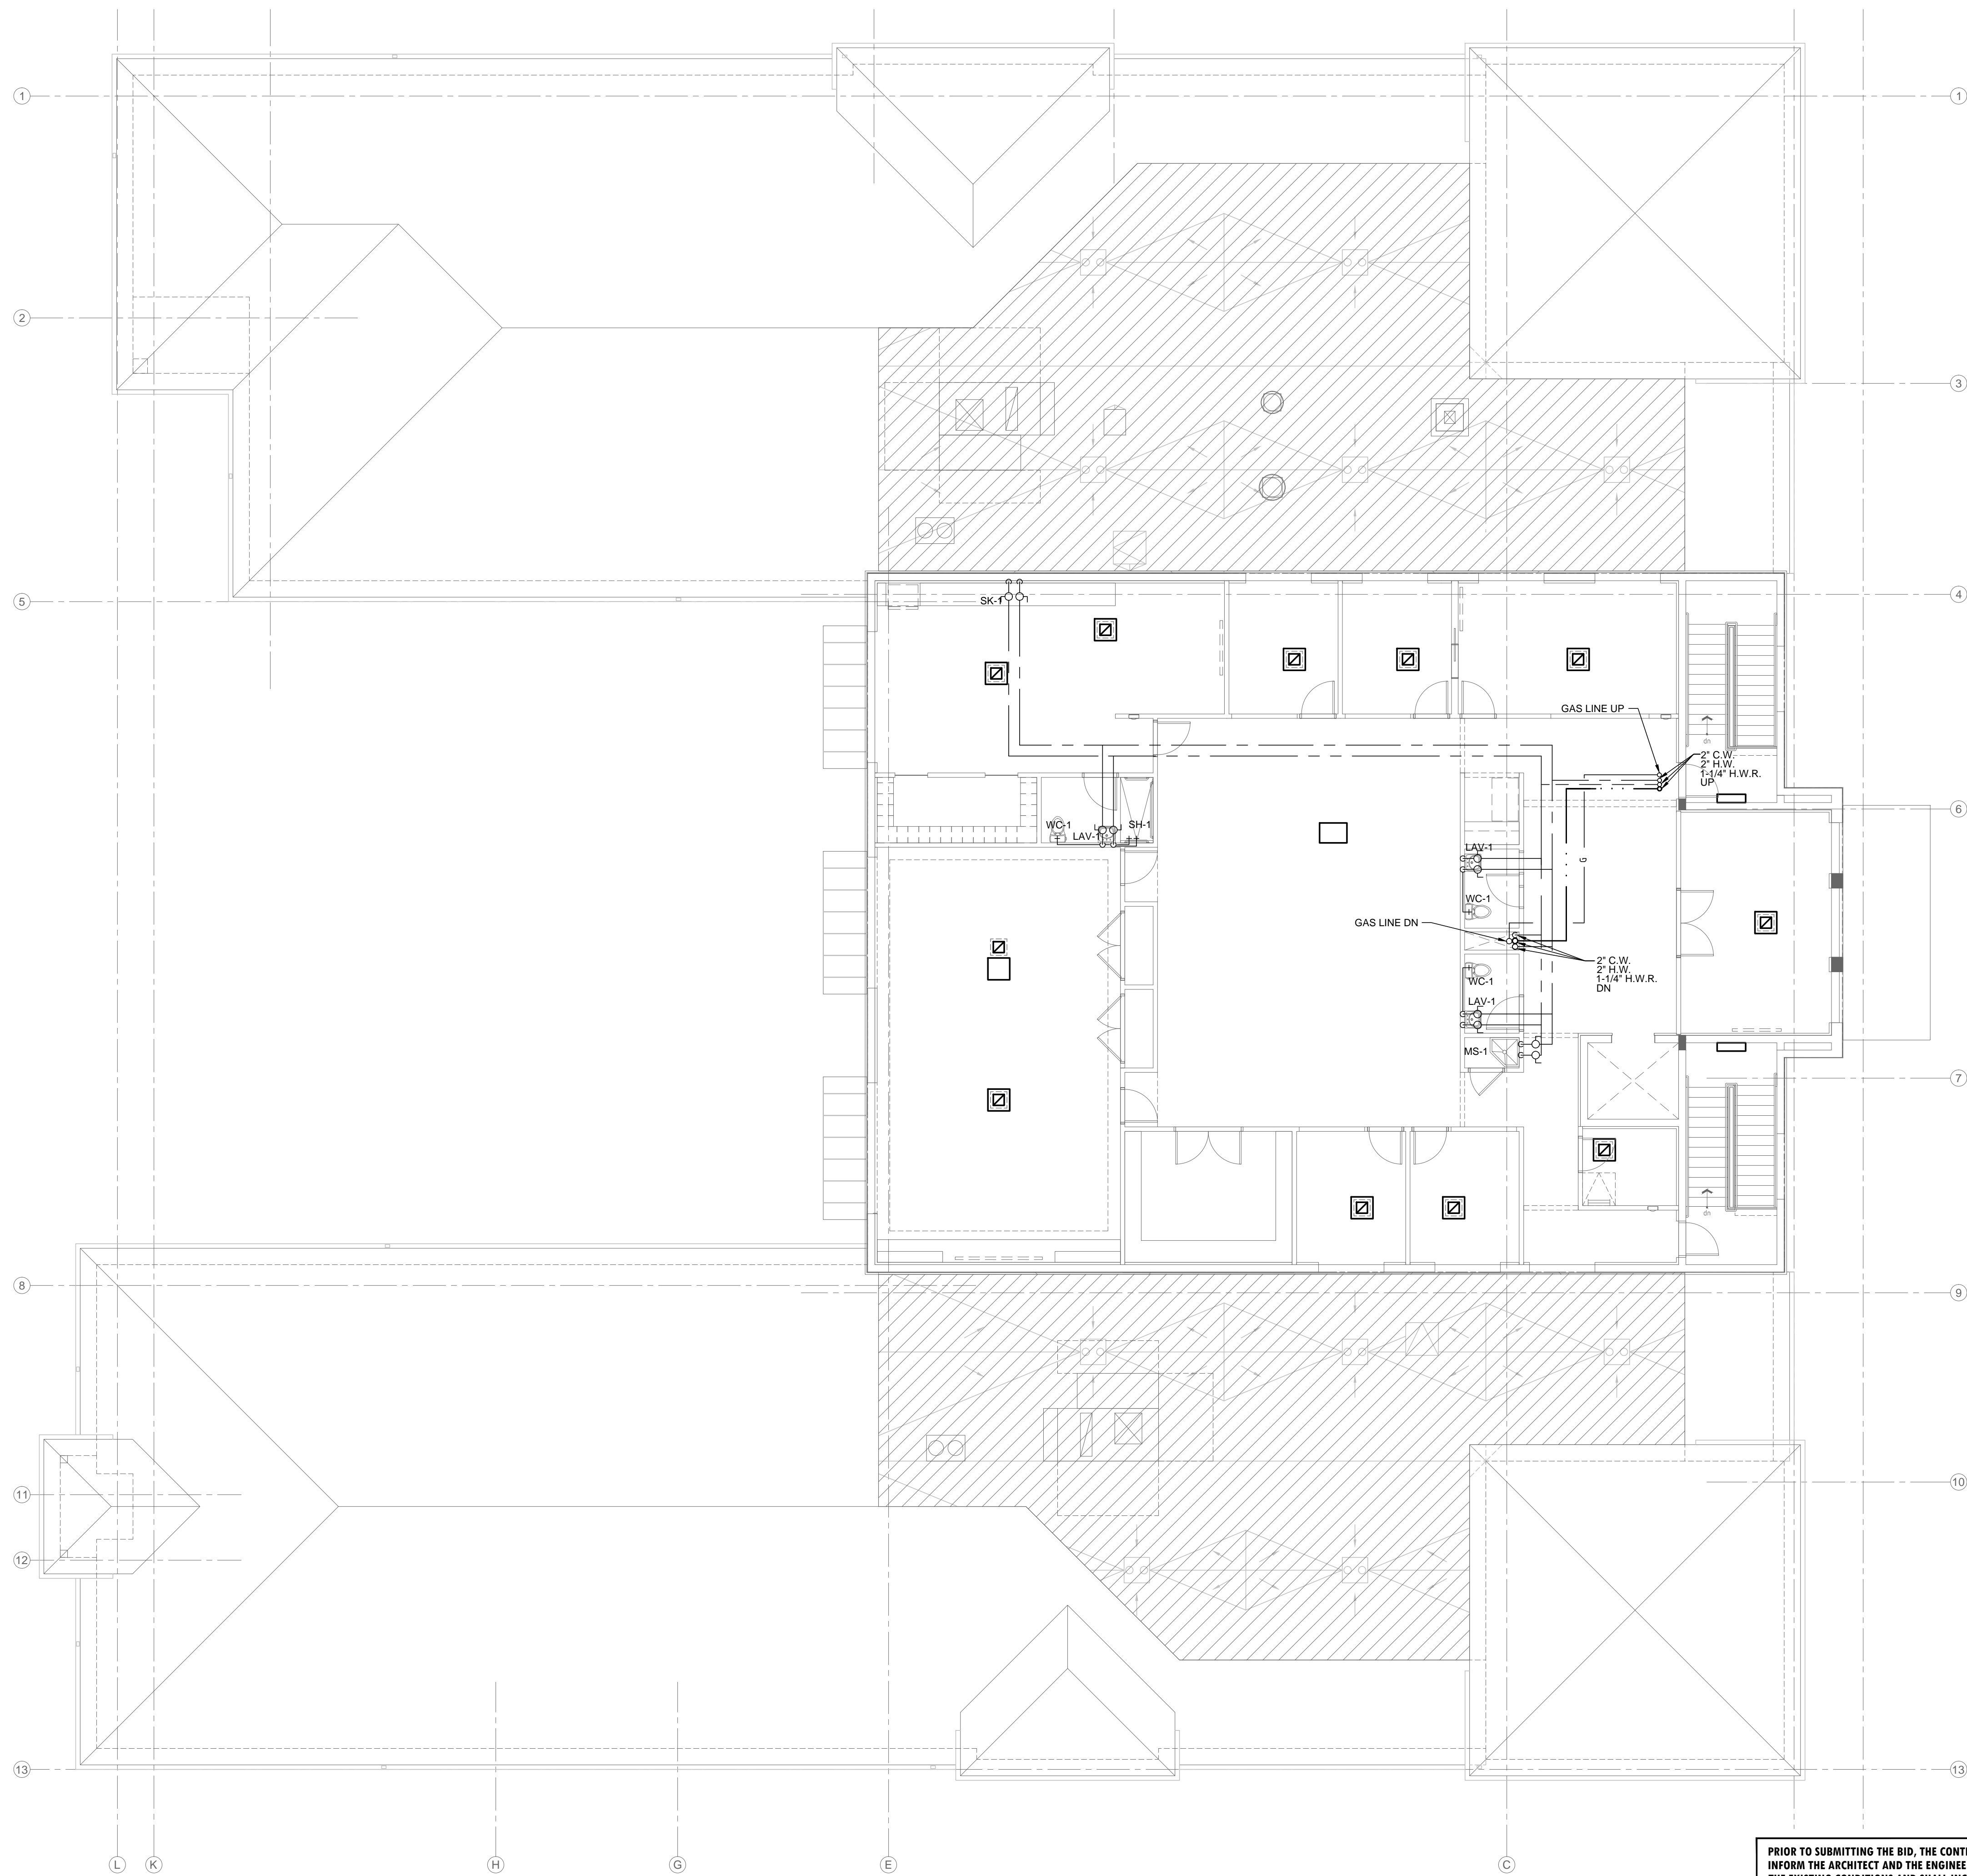 1
1
2
3
5
4
SK-1
GAS LINE UP
dn
2" C.W.
2" H.W.
1-1/4" H.W.R.
UP
6
WC-1
LAV-1
SH-1
LAV-1
G
WC-1
GAS LINE DN
2" C.W.
2" H.W.
1-1/4" H.W.R.
DN
WC-1
LAV-1
MS-1
7
dn
8
9
11
10
12
13
13
L
K
H
G
E
C
PRIOR TO SUBMITTING THE BID, THE
INFORM THE ARCHITECT AND THE